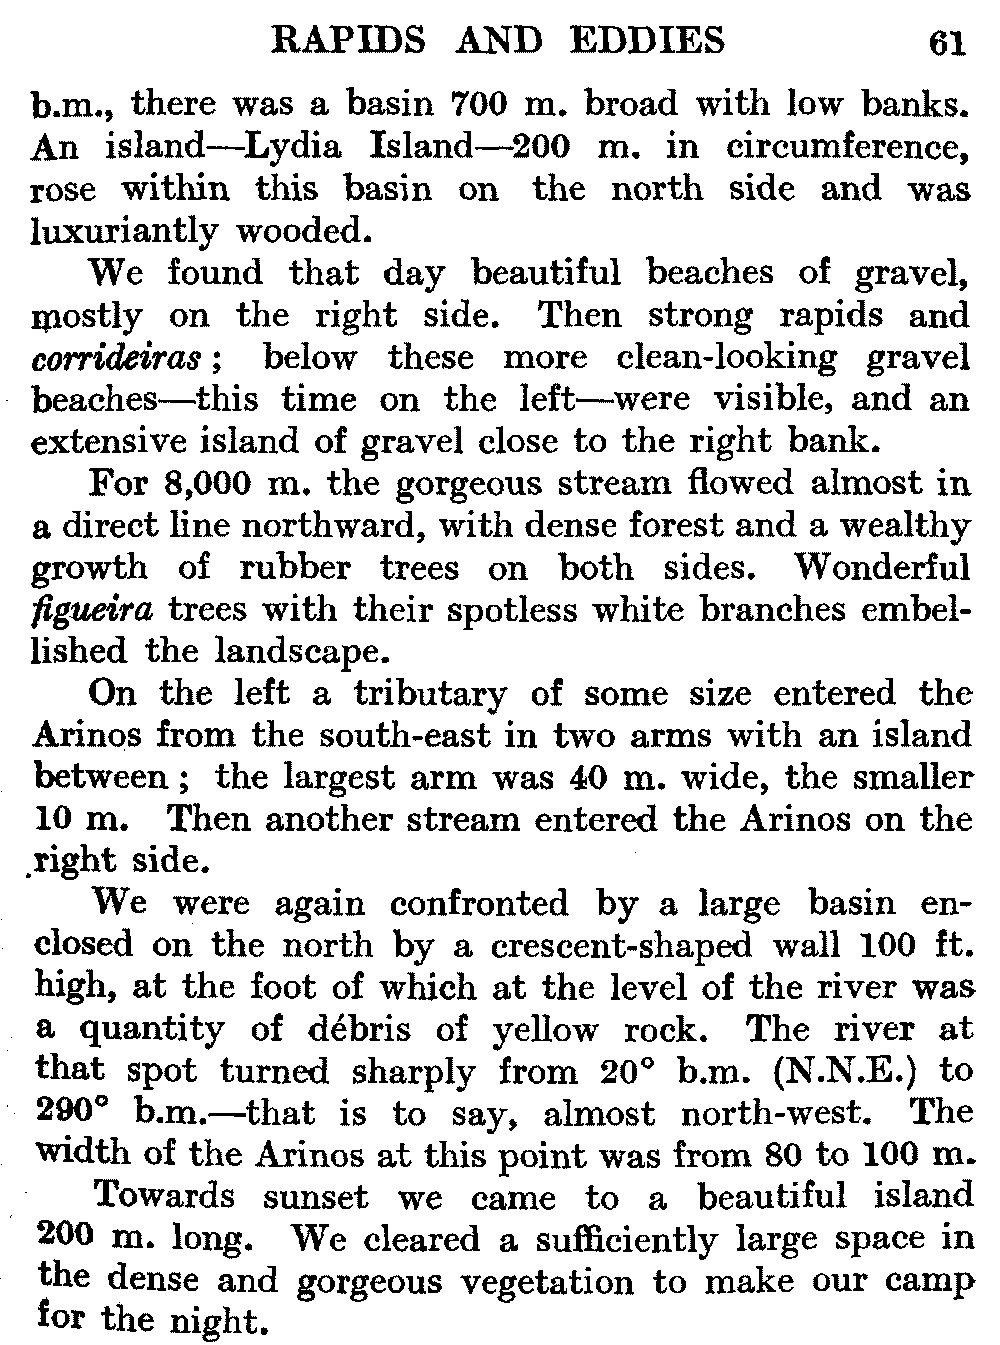 RAPIDS AND EDDIES 61
b.m., there was a basin 700 m. broad with low banks.
An island—Lydia Island—200 m. in circumference,
rose within this basin on the north side and was
luxuriantly wooded.
We found that day beautiful beaches of gravel,
mostly on the right side. Then strong rapids and
corrideiras; below these more clean-looking gravel
beaches—this time on the left—were visible, and an
extensive island of gravel close to the right bank.
For 8,000 m. the gorgeous stream flowed almost in
a direct line northward, with dense forest and a wealthy
growth of rubber trees on both sides. Wonderful
figueira trees with their spotless white branches embel-
lished the landscape.
On the left a tributary of some size entered the
Arinos from the south-east in two arms with an island
between; the largest arm was 40 m. wide, the smaller
10 m. Then another stream entered the Arinos on the
right side.
We were again confronted by a large basin en-
closed on the north by a crescent-shaped wall 100 ft.
high, at the foot of which at the level of the river was
a quantity of débris of yellow rock. The river at
that spot turned sharply from 20° b.m. (N.N.E.) to
290° b.m.—that is to say, almost north-west. The
width of the Arinos at this point was from 80 to 100 m.
Towards sunset we came to a beautiful island
200 m. long. We cleared a sufficiently large space in
the dense and gorgeous vegetation to make our camp
for the night.